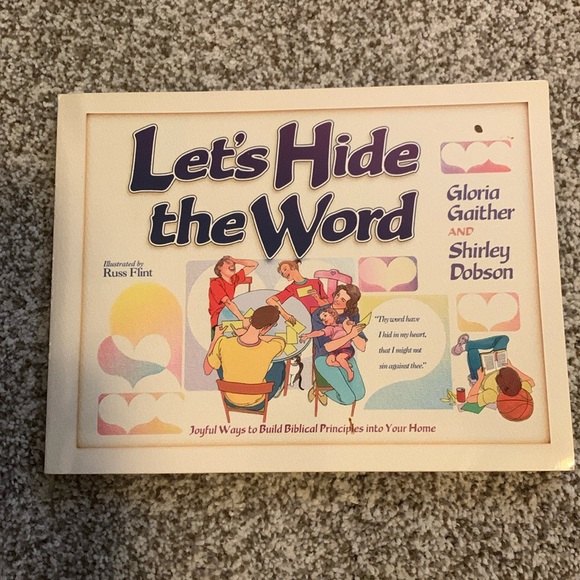 Let's Hide
the Word
Gloria
Gaither
AND
Shirley
Dobson
Illustrated by
Russ Flint
"Thy word have
I hid in my heart,
that I might not
sin against thee."
Joyful Ways to Build Biblical Principles into Your Home